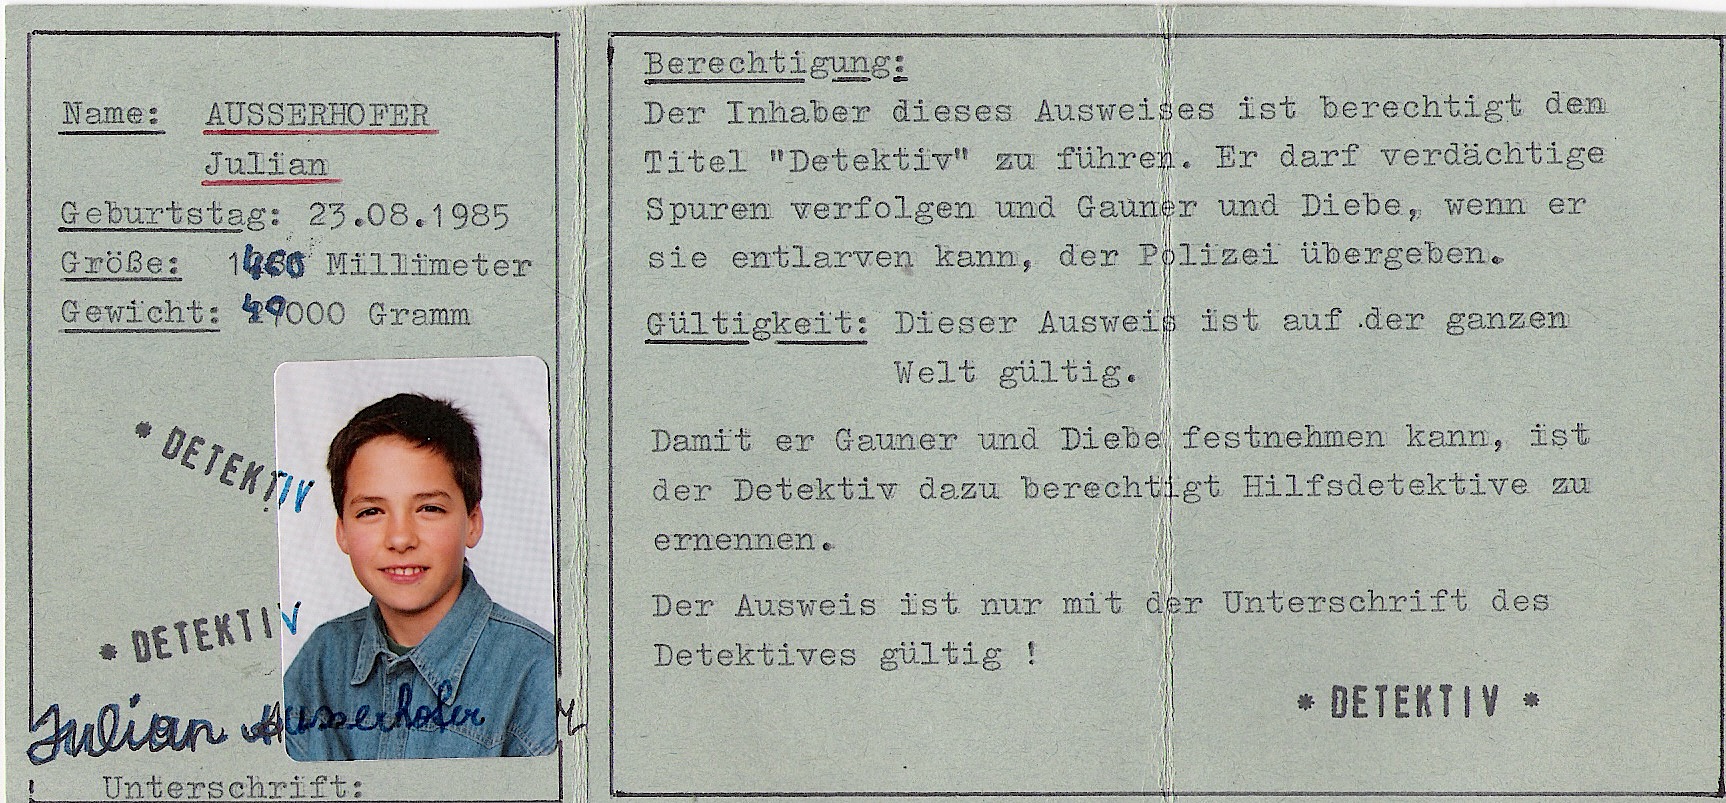 Name: AUSSERHOFER
Julian
Geburtstag: 23.08.1985
Größe: Millimeter
Gewicht: 49000 Gramm
* DETEKTIV
* DETEKTIV
Julian Ausserhofer
Unterschrift:
Berechtigung:
Der Inhaber dieses Ausweises ist berechtigt den
Titel "Detektiv" zu führen. Er darf verdächtige
Spuren verfolgen und Gauner und Diebe, wenn er
sie entlarven kann, der Polizei übergeben.
Gültigkeit: Dieser Ausweis ist auf der ganzen
Welt gültig.
Damit er Gauner und Diebe festnehmen kann, ist
der Detektiv dazu berechtigt Hilfsdetektive zu
ernennen.
Der Ausweis ist nur mit der Unterschrift des
Detektives gültig !
* DETEKTIV *